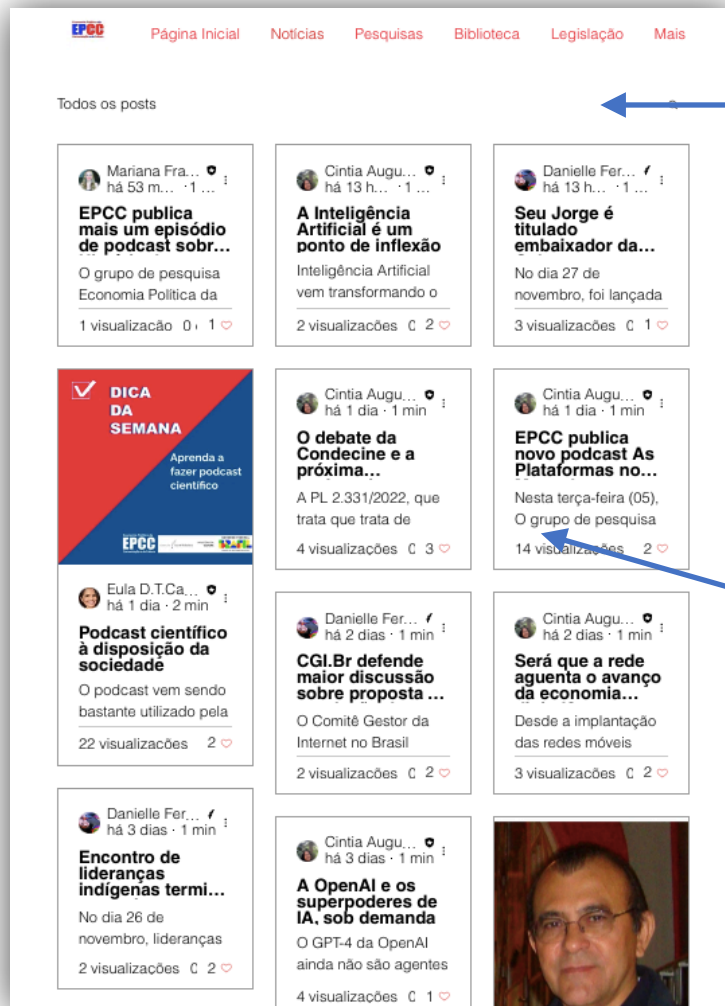 EPCC
Página Inicial Notícias Pesquisas Biblioteca Legislação Mais
Todos os posts
Mariana Fra...
há 53 m... · 1 ...
EPCC publica
mais um episódio
de podcast sobr...
O grupo de pesquisa
Economia Política da
1 visualização 0 1
Cintia Augu...
há 13 h... · 1 ...
A Inteligência
Artificial é um
ponto de inflexão
Inteligência Artificial
vem transformando o
2 visualizações 2
Danielle Fer...
há 13 h... · 1 ...
Seu Jorge é
titulado
embaixador da...
No dia 27 de
novembro, foi lançada
3 visualizações 1
DICA
DA
SEMANA
Aprenda a
fazer podcast
científico
EPCC
Eula D.T.Ca...
há 1 dia · 2 min
Podcast científico
à disposição da
sociedade
O podcast vem sendo
bastante utilizado pela
22 visualizações 2
Cintia Augu...
há 1 dia · 1 min
O debate da
Condecine e a
próxima...
A PL 2.331/2022, que
trata que trata de
4 visualizações 3
Cintia Augu...
há 1 dia · 1 min
EPCC publica
novo podcast As
Plataformas no...
Nesta terça-feira (05),
O grupo de pesquisa
14 visualizações 2
Danielle Fer...
há 2 dias · 1 min
CGI.Br defende
maior discussão
sobre proposta ...
O Comitê Gestor da
Internet no Brasil
2 visualizações 2
Cintia Augu...
há 2 dias · 1 min
Será que a rede
aguenta o avanço
da economia...
Desde a implantação
das redes móveis
3 visualizações 2
Danielle Fer...
há 3 dias · 1 min
Encontro de
lideranças
indígenas termi...
No dia 26 de
novembro, lideranças
2 visualizações 2
Cintia Augu...
há 3 dias · 1 min
A OpenAI e os
superpoderes de
IA, sob demanda
O GPT-4 da OpenAI
ainda não são agentes
4 visualizações 1